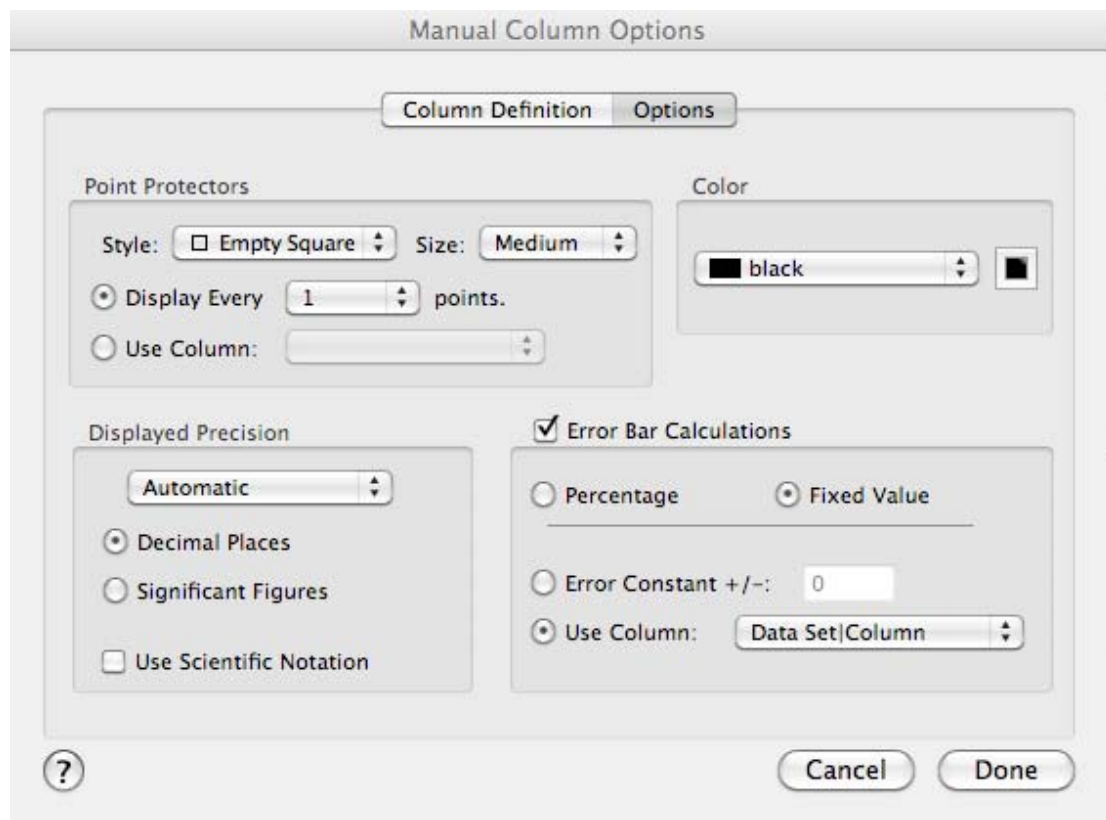 Manual Column Options
Column Definition Options
Point Protectors
Style: Empty Square Size: Medium
Display Every 1 points.
Use Column:
Color
black
Displayed Precision
Automatic
Decimal Places
Significant Figures
Use Scientific Notation
Error Bar Calculations
Percentage Fixed Value
Error Constant +/-: 0
Use Column: Data Set|Column
? Cancel Done